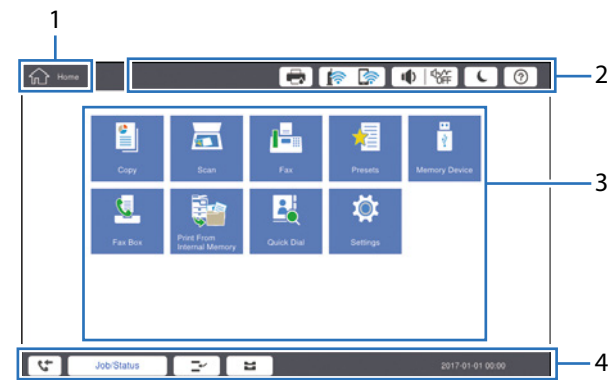 1
Home
OFF
?
2
Copy
Scan
Fax
Presets
Memory Device
3
Fax Box
Print From
Internal Memory
Quick Dial
Settings
Job/Status
2017-01-01 00:00
4